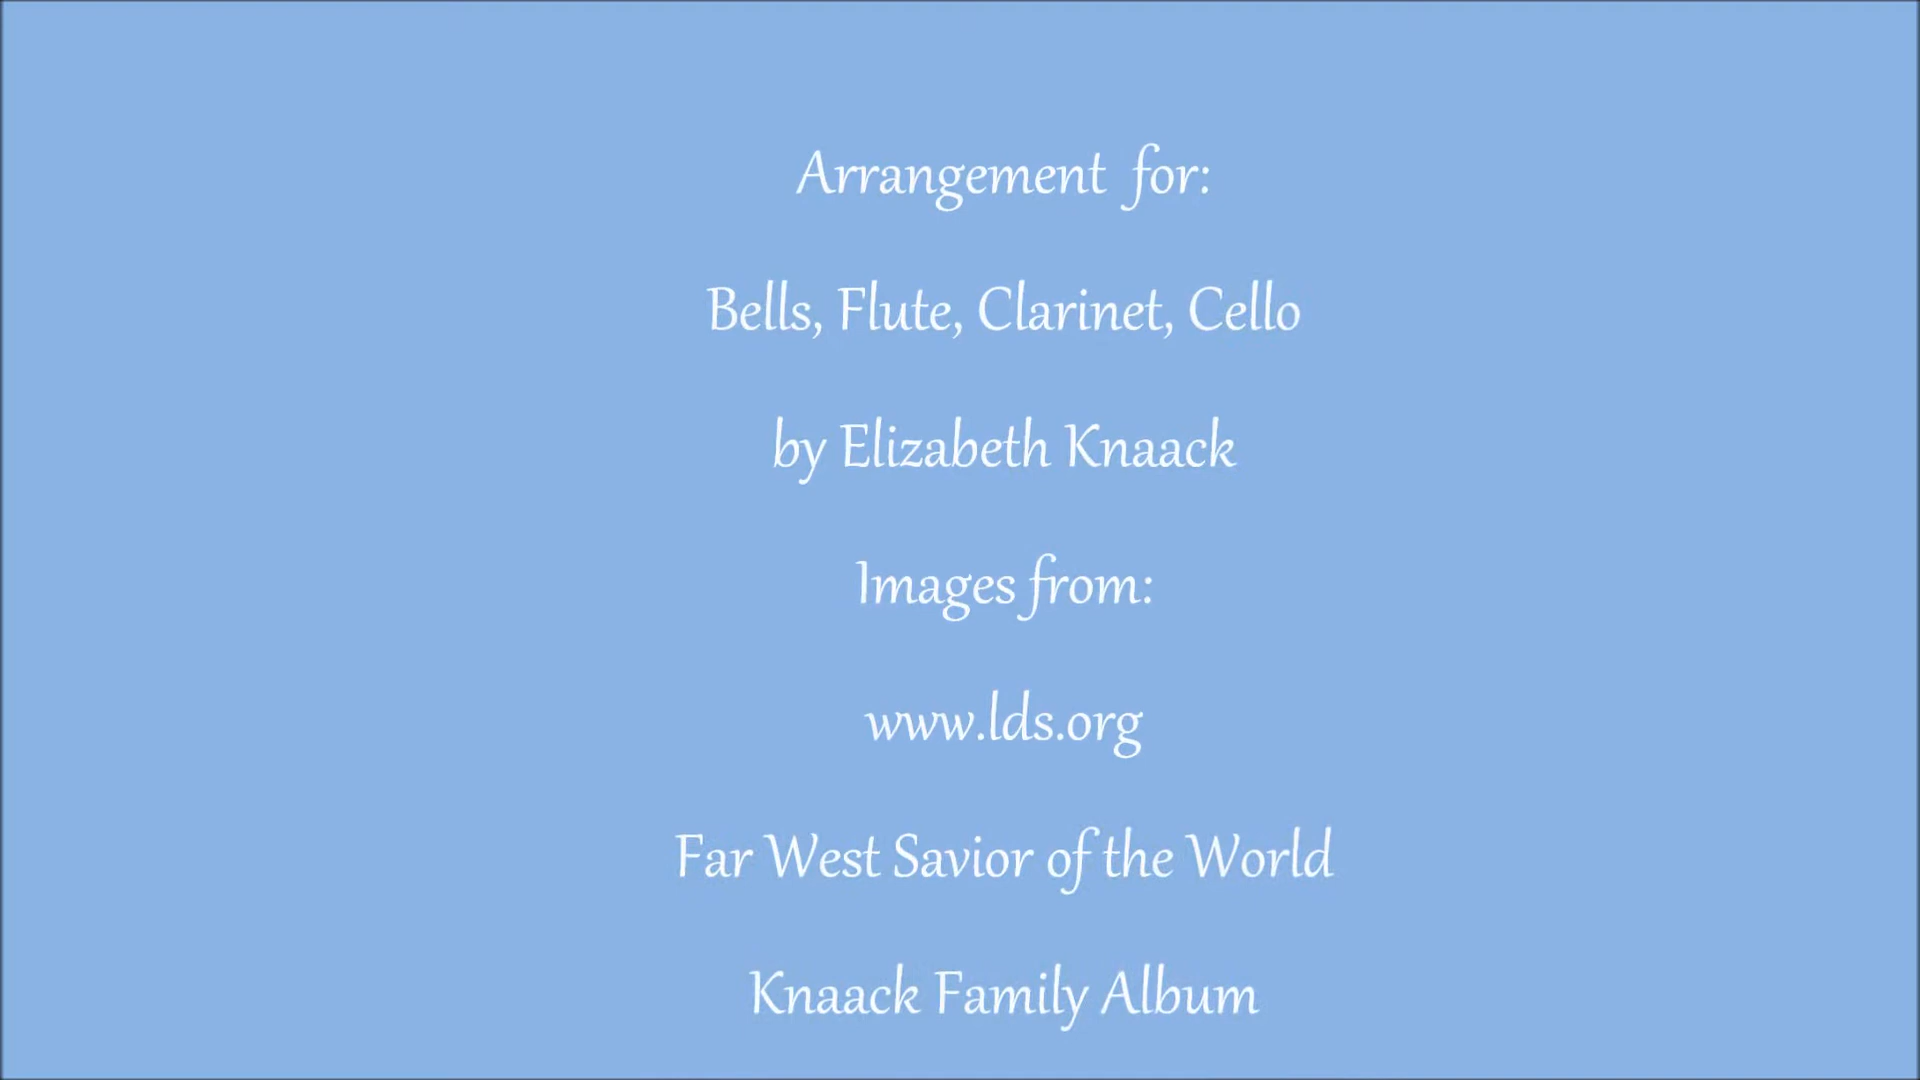 Arrangement for:
Bells, Flute, Clarinet, Cello
by Elizabeth Knaack
Images from:
www.lds.org
Far West Savior of the World
Knaack Family Album